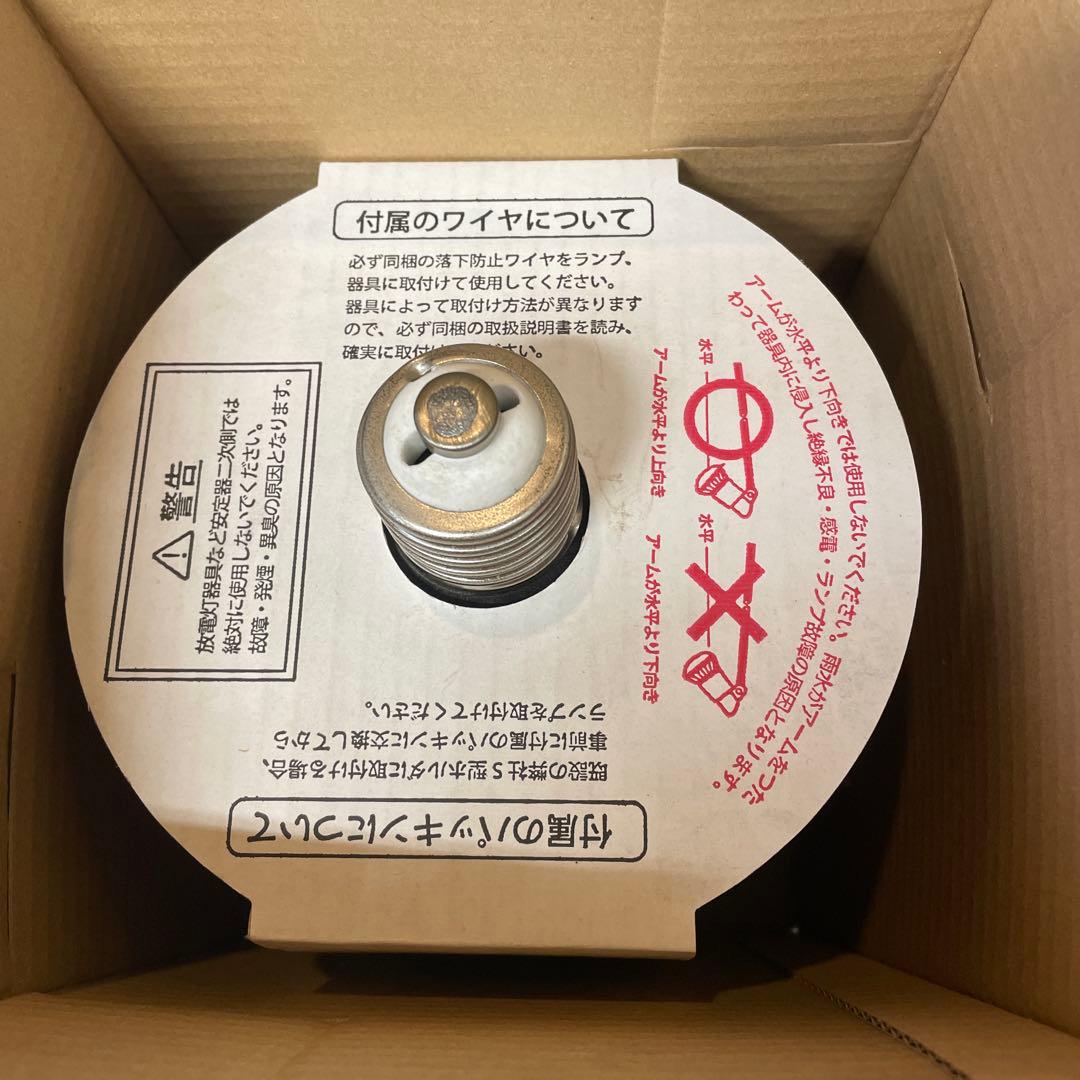 付属のワイヤについて
必ず同梱の落下防止ワイヤをランプ、
器具に取付けて使用してください。
器具によって取付け方法が異なります
ので、必ず同梱の取扱説明書を読み、
確実に取付け ださい。
アームが水平より下向きでは使用しないでください。雨水がアームをつた
わって器具内に侵入し絶縁不良・感電・ランプ故障の原因となります。
水平
アームが水平より上向き
水平
アームが水平より下向き
警告
放電灯器具など安定器二次側では
絶対に使用しないでください。
故障・発煙・異臭の原因となります。
付属のパッキンについて
既設の弊社S型ホルダに取付ける場合、
事前に付属のパッキンに交換してから
ランプを取付けてください。